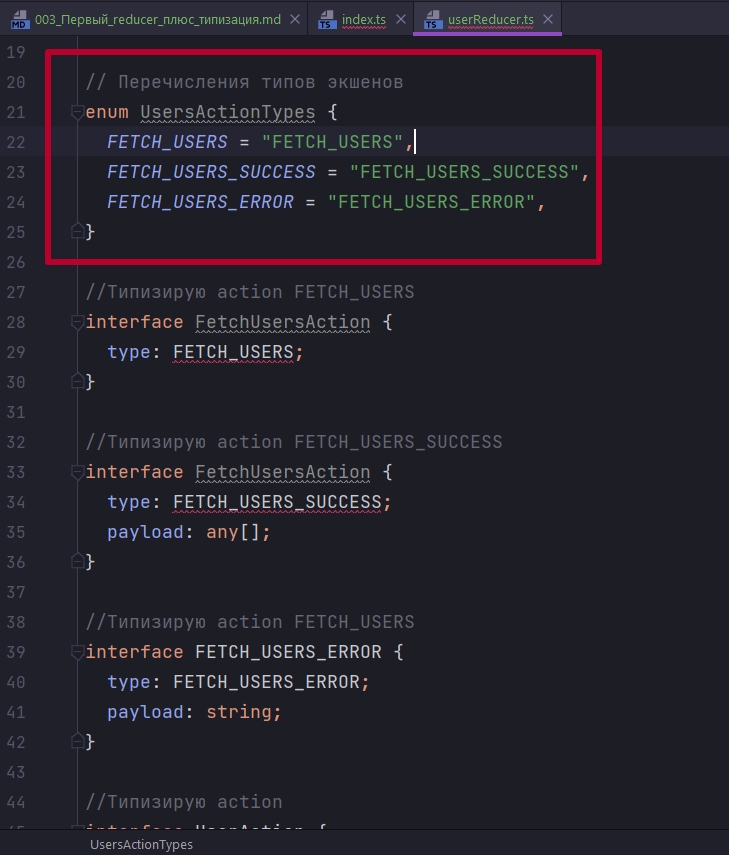 MD 003_Первый_reducer_плюс_типизация.md × TS index.ts × TS userReducer.ts ×
19
20 // Перечисления типов экшенов
21 enum UsersActionTypes {
22 FETCH_USERS = "FETCH_USERS",
23 FETCH_USERS_SUCCESS = "FETCH_USERS_SUCCESS",
24 FETCH_USERS_ERROR = "FETCH_USERS_ERROR",
25 }
26
27 //Типизирую action FETCH_USERS
28 interface FetchUsersAction {
29 type: FETCH_USERS;
30 }
31
32 //Типизирую action FETCH_USERS_SUCCESS
33 interface FetchUsersAction {
34 type: FETCH_USERS_SUCCESS;
35 payload: any[];
36 }
37
38 //Типизирую action FETCH_USERS
39 interface FETCH_USERS_ERROR {
40 type: FETCH_USERS_ERROR;
41 payload: string;
42 }
43
44 //Типизирую action
45 interface UserAction {
UsersActionTypes